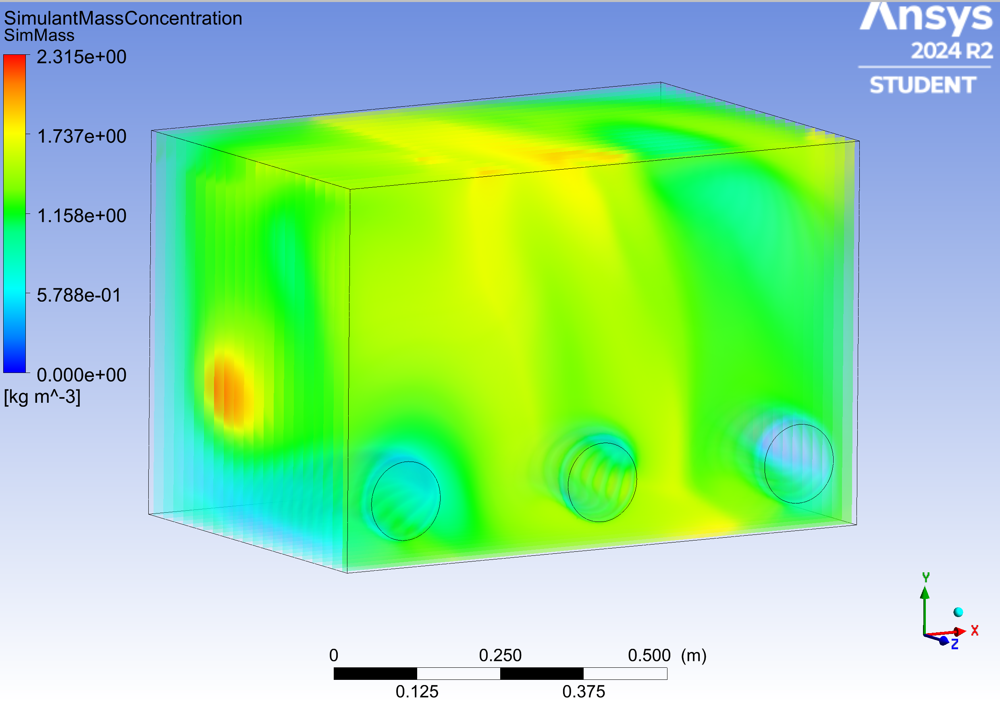 SimulantMassConcentration
SimMass
2.315e+00
1.737e+00
1.158e+00
5.788e-01
0.000e+00
[kg m^-3]
Ansys
2024 R2
STUDENT
Y
X
Z
0 0.250 0.500 (m)
0.125 0.375